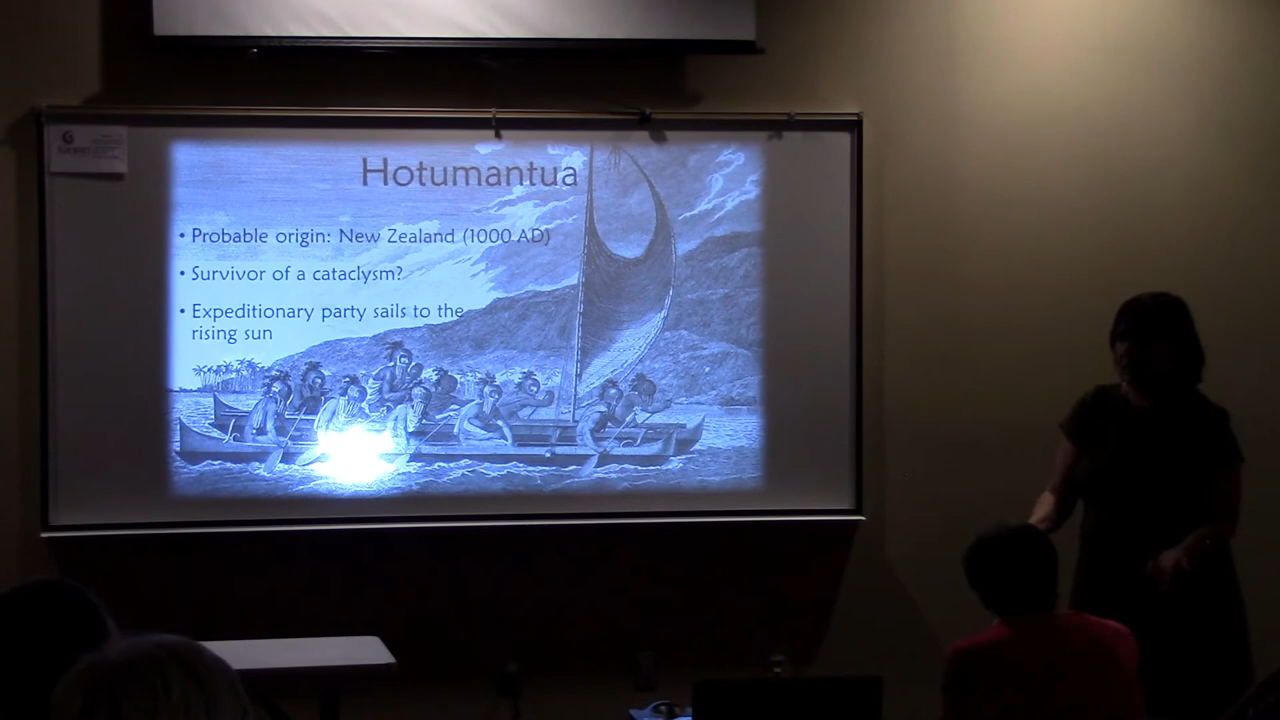 Hotumantua
• Probable origin: New Zealand (1000 AD)
• Survivor of a cataclysm?
• Expeditionary party sails to the
rising sun